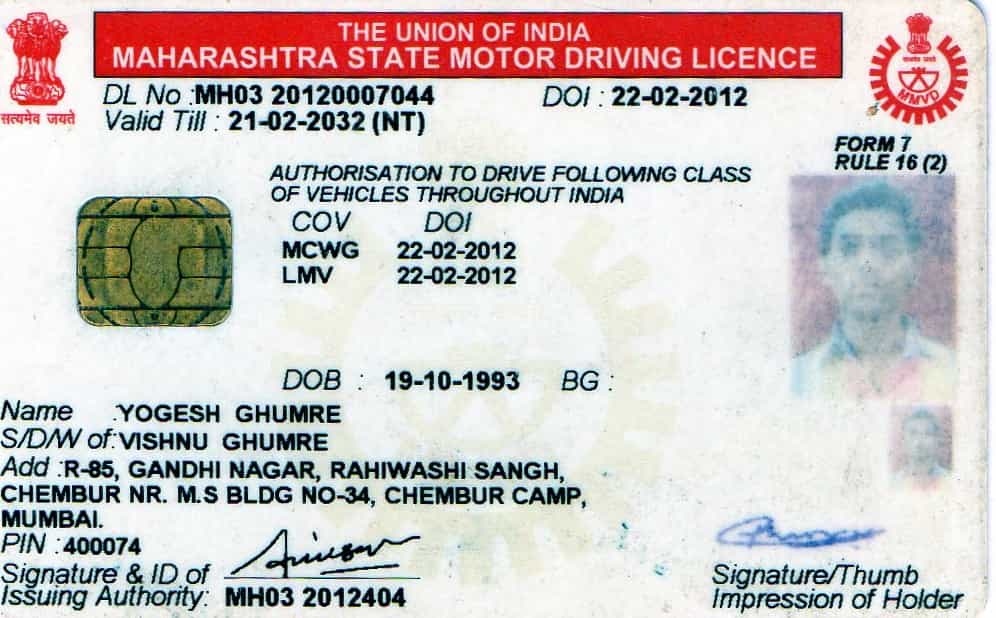 THE UNION OF INDIA
MAHARASHTRA STATE MOTOR DRIVING LICENCE
सत्यमेव जयते
MMVD
DL No :MH03 20120007044 DOI : 22-02-2012
Valid Till : 21-02-2032 (NT)
FORM 7
RULE 16 (2)
AUTHORISATION TO DRIVE FOLLOWING CLASS
OF VEHICLES THROUGHOUT INDIA
COV DOI
MCWG 22-02-2012
LMV 22-02-2012
DOB : 19-10-1993 BG :
Name :YOGESH GHUMRE
S/D/W of:VISHNU GHUMRE
Add :R-85, GANDHI NAGAR, RAHIWASHI SANGH,
CHEMBUR NR. M.S BLDG NO-34, CHEMBUR CAMP,
MUMBAI.
PIN :400074
Signature & ID of
Issuing Authority: MH03 2012404
Signature/Thumb
Impression of Holder